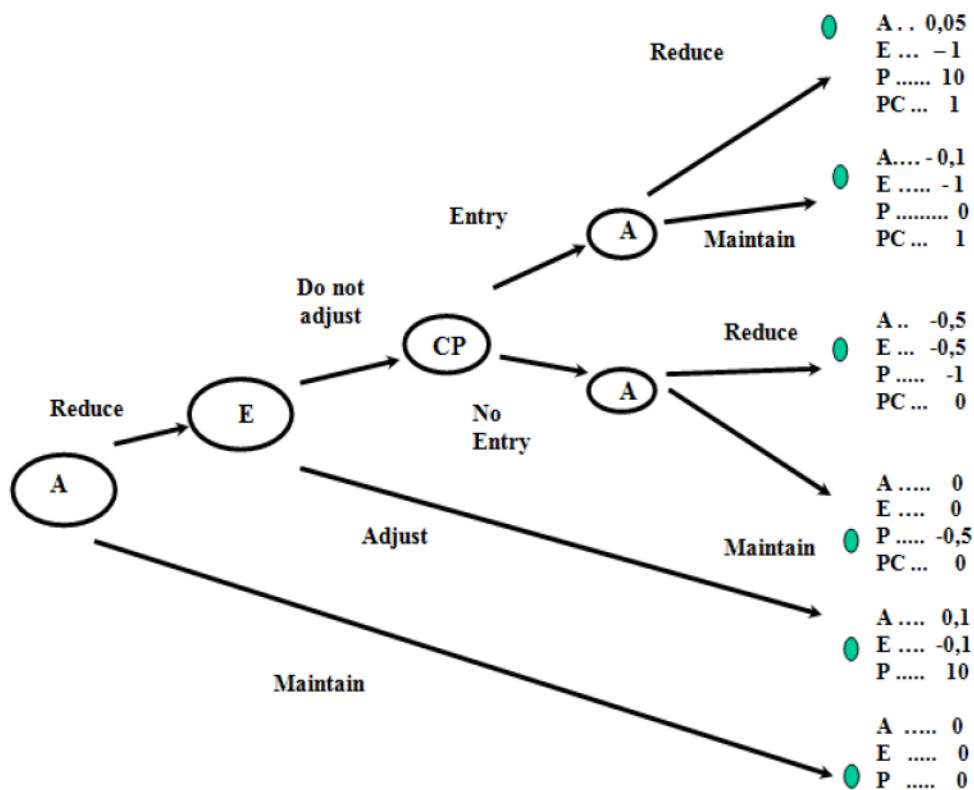 Reduce
A . . 0,05
E ... – 1
P ...... 10
PC ... 1
Entry
A
Maintain
A.... - 0,1
E ..... - 1
P ......... 0
PC ... 1
Do not
adjust
CP
No
Entry
A
Reduce
A .. -0,5
E ... -0,5
P ..... -1
PC ... 0
Reduce
E
A
Adjust
Maintain
A ..... 0
E .... 0
P ..... -0,5
PC ... 0
A .... 0,1
E .... -0,1
P ..... 10
Maintain
A ..... 0
E ..... 0
P ..... 0